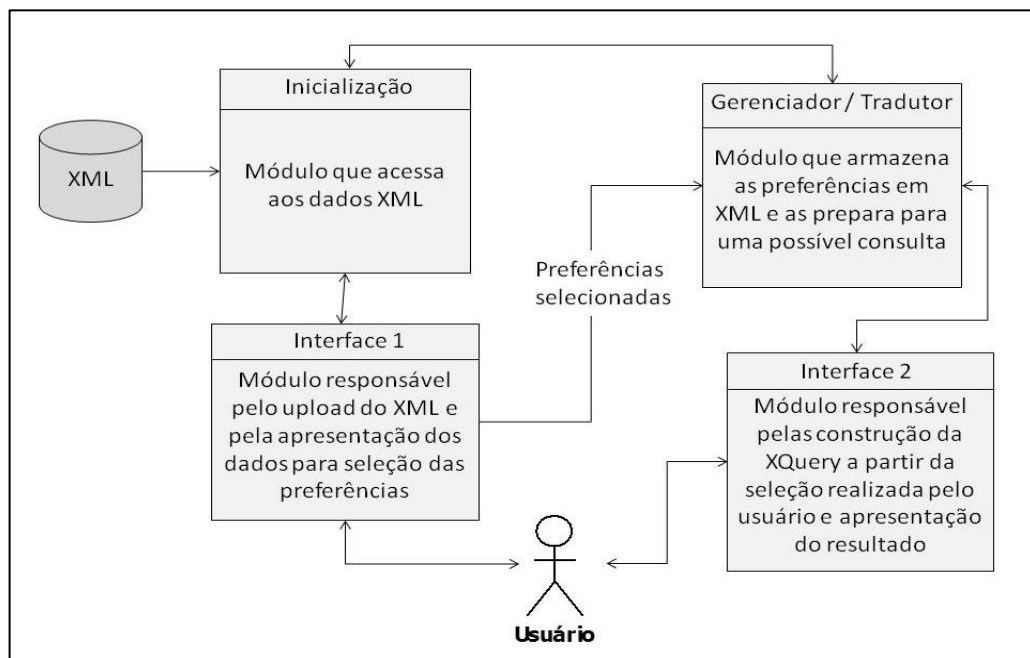 Inicialização
Módulo que acessa
aos dados XML
XML
Gerenciador / Tradutor
Módulo que armazena
as preferências em
XML e as prepara para
uma possível consulta
Preferências
selecionadas
Interface 1
Módulo responsável
pelo upload do XML e
pela apresentação dos
dados para seleção das
preferências
Interface 2
Módulo responsável
pelas construção da
XQuery a partir da
seleção realizada pelo
usuário e apresentação
do resultado
Usuário